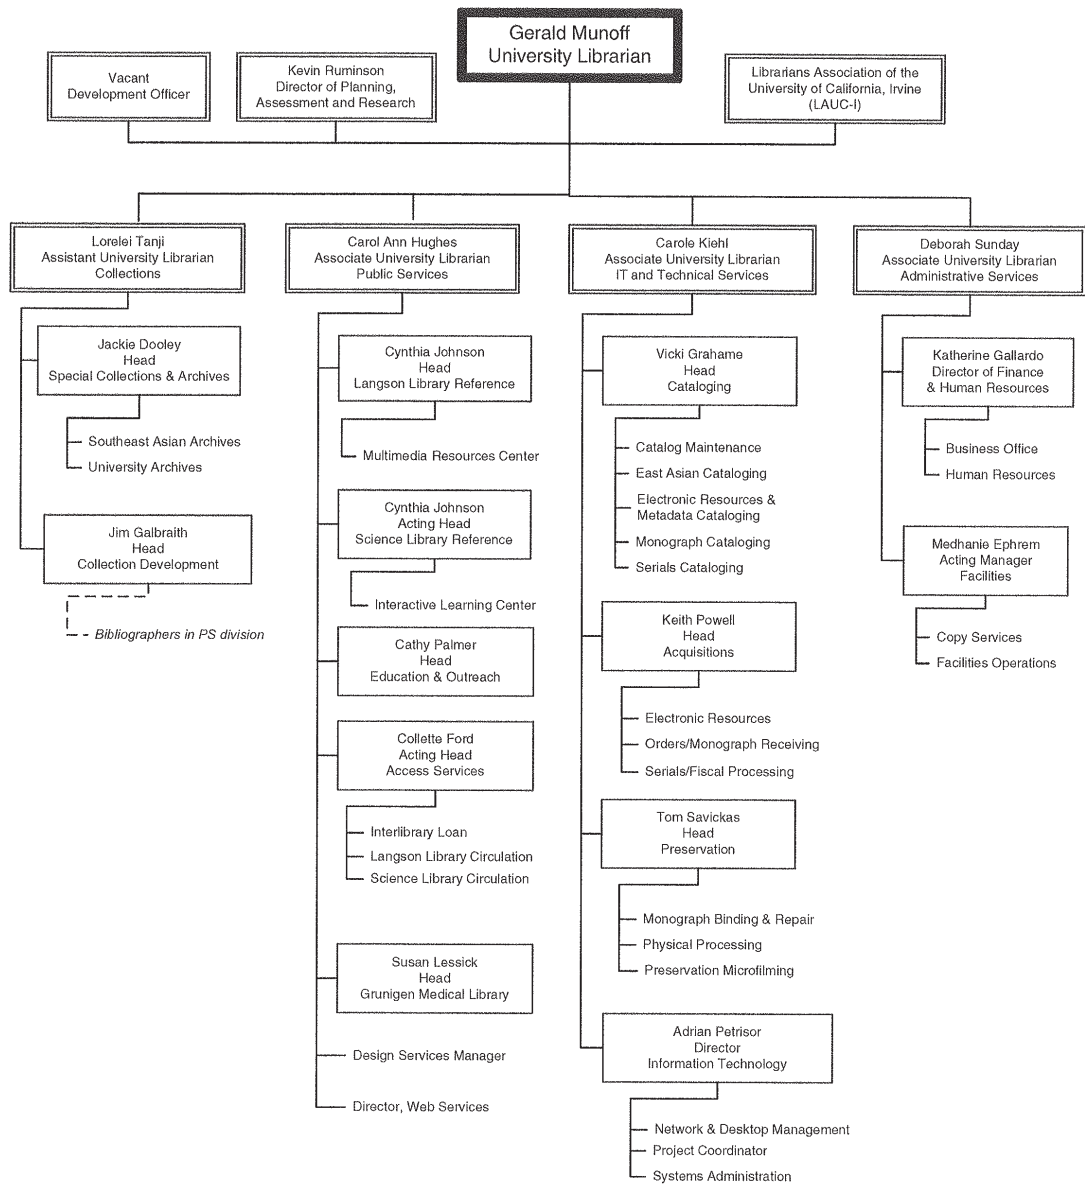 Gerald Munoff
University Librarian
Vacant
Development Officer
Kevin Ruminson
Director of Planning,
Assessment and Research
Librarians Association of the
University of California, Irvine
(LAUC-I)
Lorelei Tanji
Assistant University Librarian
Collections
Jackie Dooley
Head
Special Collections & Archives
Southeast Asian Archives
University Archives
Jim Galbraith
Head
Collection Development
Bibliographers in PS division
Carol Ann Hughes
Associate University Librarian
Public Services
Cynthia Johnson
Head
Langson Library Reference
Multimedia Resources Center
Cynthia Johnson
Acting Head
Science Library Reference
Interactive Learning Center
Cathy Palmer
Head
Education & Outreach
Collette Ford
Acting Head
Access Services
Interlibrary Loan
Langson Library Circulation
Science Library Circulation
Susan Lessick
Head
Grunigen Medical Library
Design Services Manager
Director, Web Services
Carole Kiehl
Associate University Librarian
IT and Technical Services
Vicki Grahame
Head
Cataloging
Catalog Maintenance
East Asian Cataloging
Electronic Resources &
Metadata Cataloging
Monograph Cataloging
Serials Cataloging
Keith Powell
Head
Acquisitions
Electronic Resources
Orders/Monograph Receiving
Serials/Fiscal Processing
Tom Savickas
Head
Preservation
Monograph Binding & Repair
Physical Processing
Preservation Microfilming
Adrian Petrisor
Director
Information Technology
Network & Desktop Management
Project Coordinator
Systems Administration
Deborah Sunday
Associate University Librarian
Administrative Services
Katherine Gallardo
Director of Finance
& Human Resources
Business Office
Human Resources
Medhanie Ephrem
Acting Manager
Facilities
Copy Services
Facilities Operations